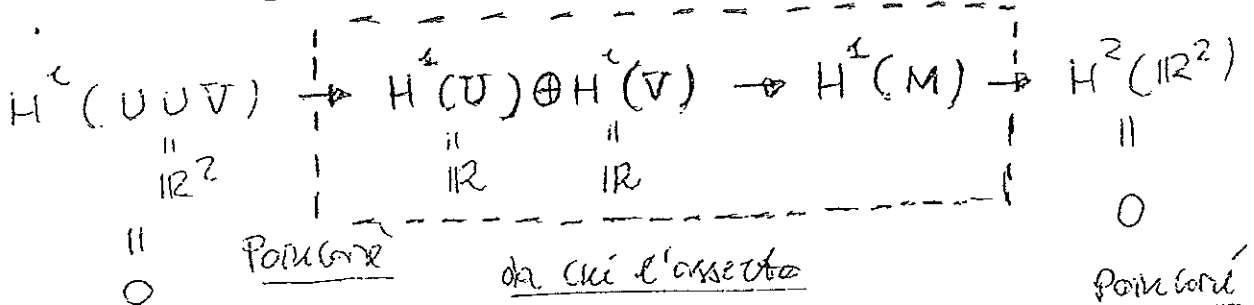 H¹(U∪V) → H¹(U)⊕H¹(V) → H¹(M) → H²(ℝ²)
|| || || ||
ℝ² ℝ ℝ 0
||
0
Poincaré da cui l'asserto Poincaré